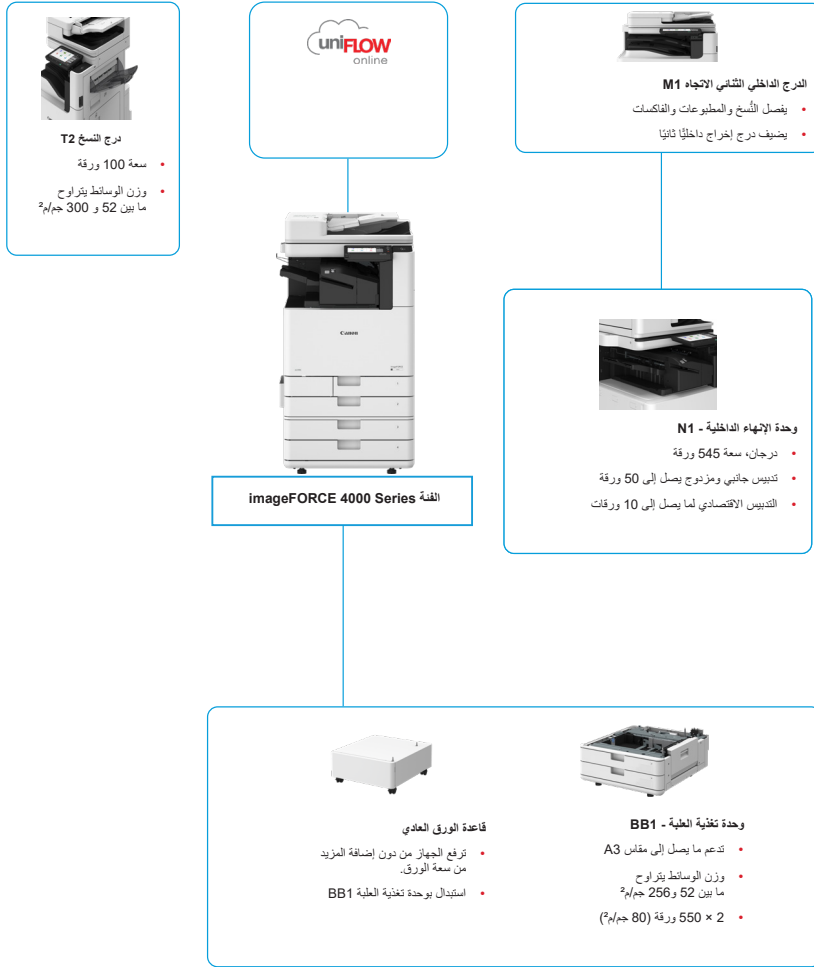 الدرج الداخلي الثنائي الاتجاه M1
• يفصل النُّسخ والمطبوعات والفاكسات
• يضيف درج إخراج داخليًّا ثانيًا
uniFLOW
online
درج النسخ T2
• سعة 100 ورقة
• وزن الوسائط يتراوح
ما بين 52 و 300 جم/م²
Canon
الفئة imageFORCE 4000 Series
وحدة الإنهاء الداخلية - N1
• درجان، سعة 545 ورقة
• تدبيس جانبي ومزدوج يصل إلى 50 ورقة
• التدبيس الاقتصادي لما يصل إلى 10 ورقات
وحدة تغذية العلبة - BB1
• تدعم ما يصل إلى مقاس A3
• وزن الوسائط يتراوح
ما بين 52 و256 جم/م²
• 2 × 550 ورقة (80 جم/م²)
قاعدة الورق العادي
• ترفع الجهاز من دون إضافة المزيد
من سعة الورق.
• استبدال بوحدة تغذية العلبة BB1